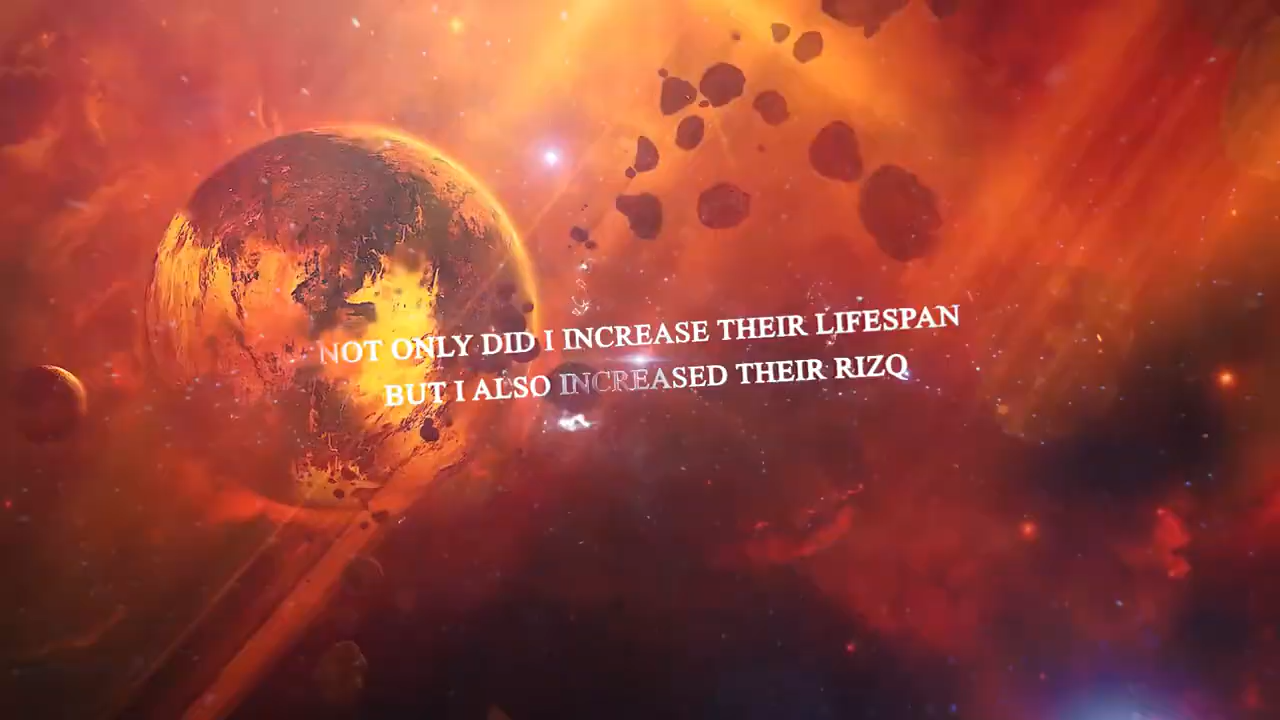 NOT ONLY DID I INCREASE THEIR LIFESPAN
BUT I ALSO INCREASED THEIR RIZQ